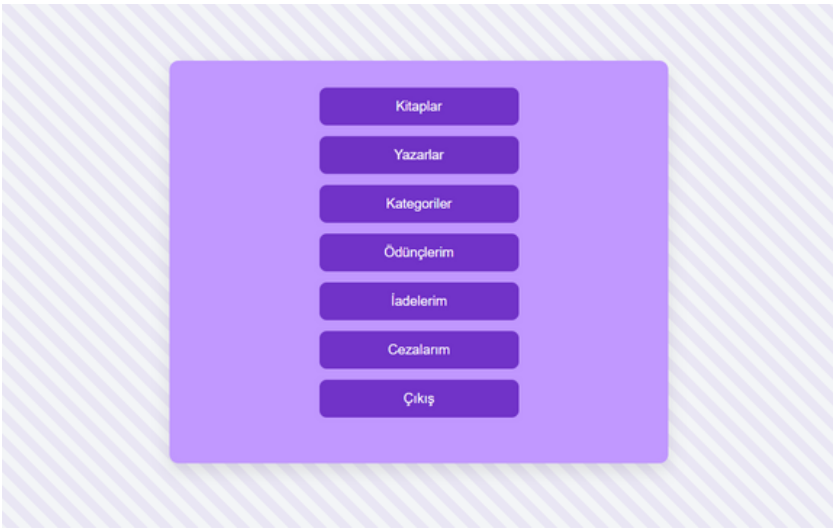 Kitaplar
Yazarlar
Kategoriler
Ödünçlerim
İadelerim
Cezalarım
Çıkış